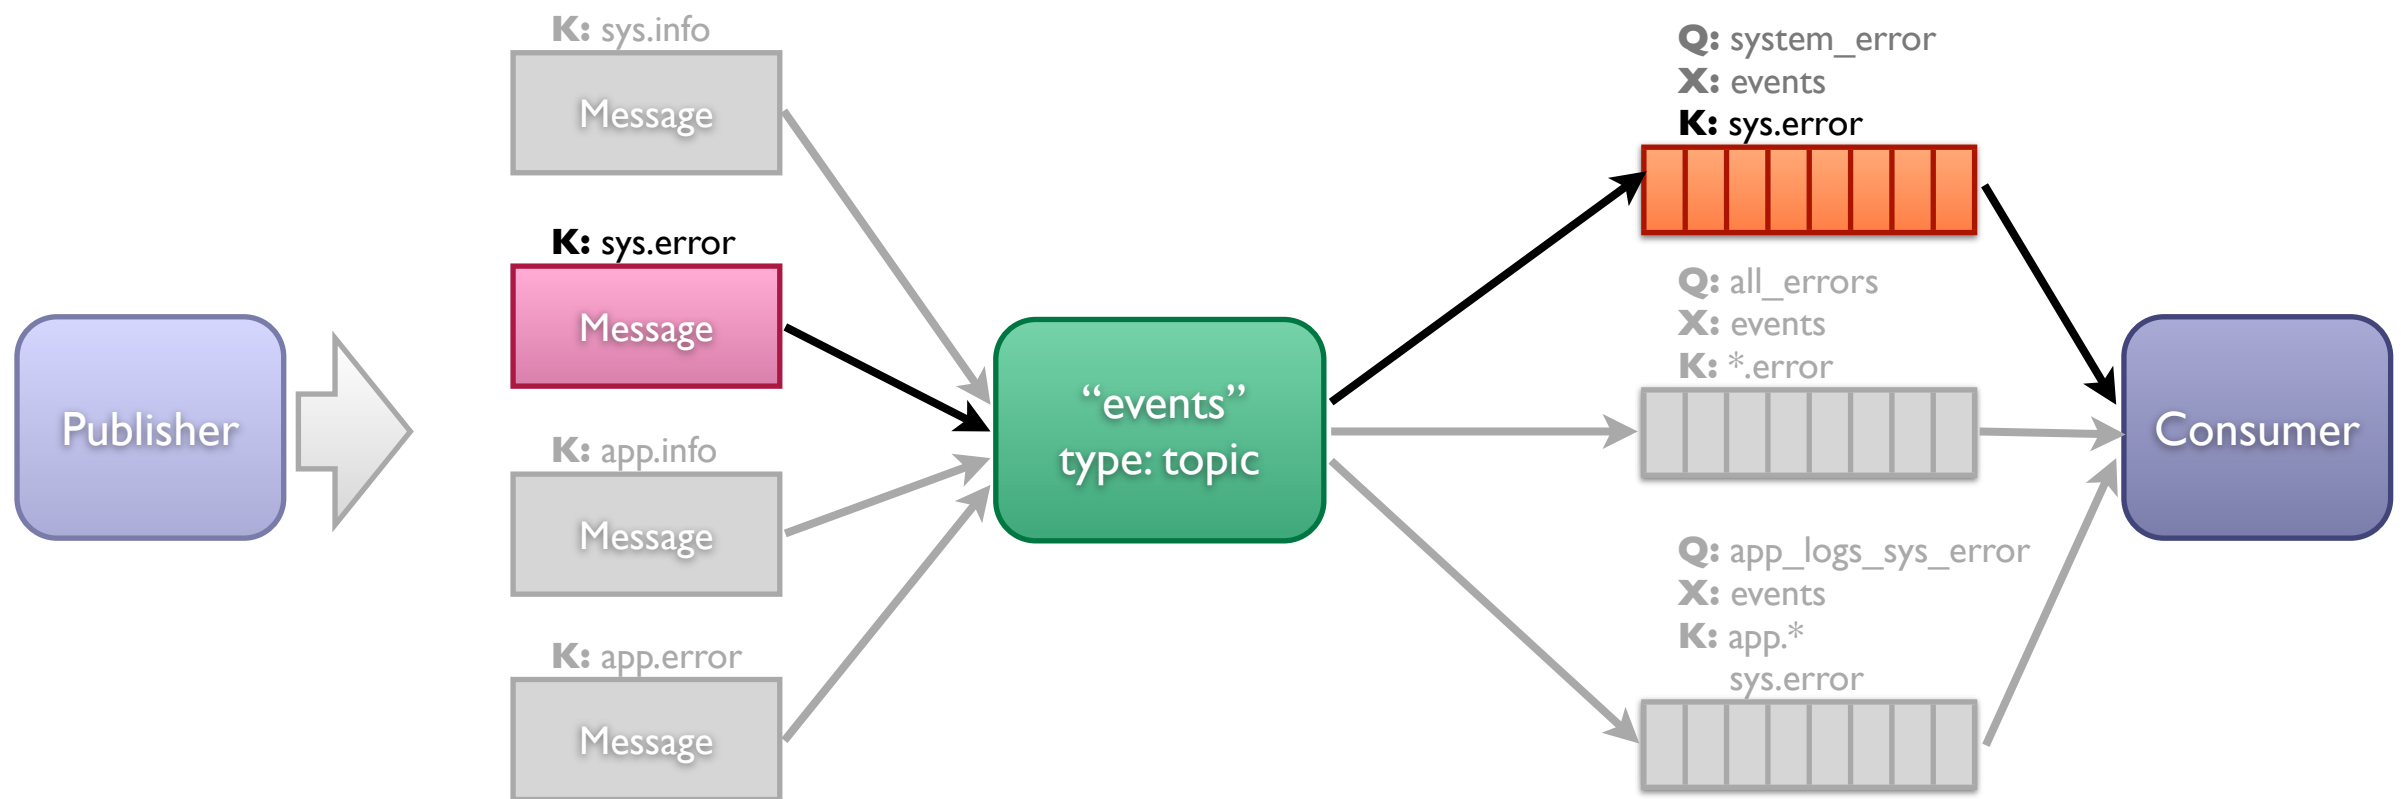 Publisher
K: sys.info
Message
K: sys.error
Message
K: app.info
Message
K: app.error
Message
“events”
type: topic
Q: system_error
X: events
K: sys.error
Q: all_errors
X: events
K: *.error
Q: app_logs_sys_error
X: events
K: app.*
sys.error
Consumer